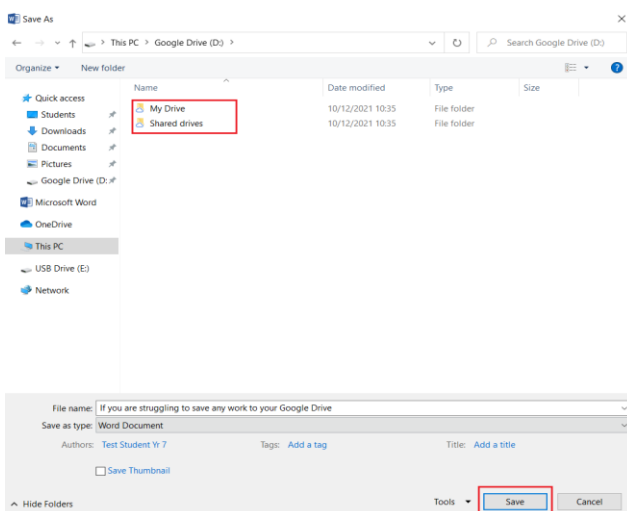 Save As
This PC > Google Drive (D:) >
Search Google Drive (D:)
Organize
New folder
Name Date modified Type Size
Quick access
Students
Downloads
Documents
Pictures
Google Drive (D:
Microsoft Word
OneDrive
This PC
USB Drive (E:)
Network
My Drive 10/12/2021 10:35 File folder
Shared drives 10/12/2021 10:35 File folder
File name: If you are struggling to save any work to your Google Drive
Save as type: Word Document
Authors: Test Student Yr 7 Tags: Add a tag Title: Add a title
Save Thumbnail
Hide Folders Tools Save Cancel